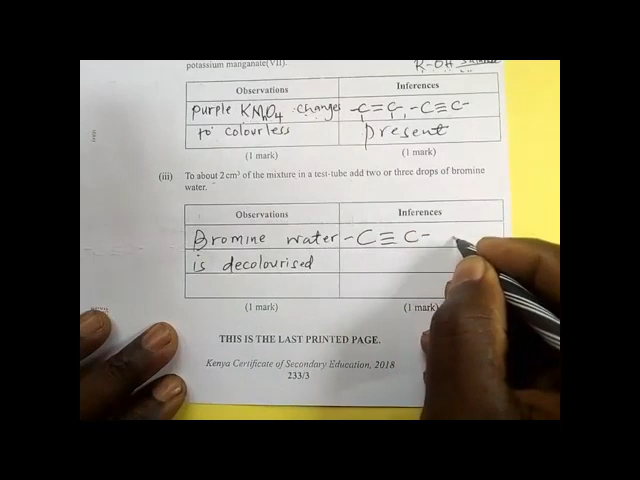 potassium manganate(VII).
R-OH
Observations
Inferences
purple KMnO4 changes
-C=C-, -C≡C-
to colourless
present
(1 mark)
(1 mark)
(iii) To about 2 cm³ of the mixture in a test-tube add two or three drops of bromine
water.
Observations
Inferences
Bromine water
-C≡C-
is decolourised
(1 mark)
(1 mark)
THIS IS THE LAST PRINTED PAGE.
Kenya Certificate of Secondary Education, 2018
233/3